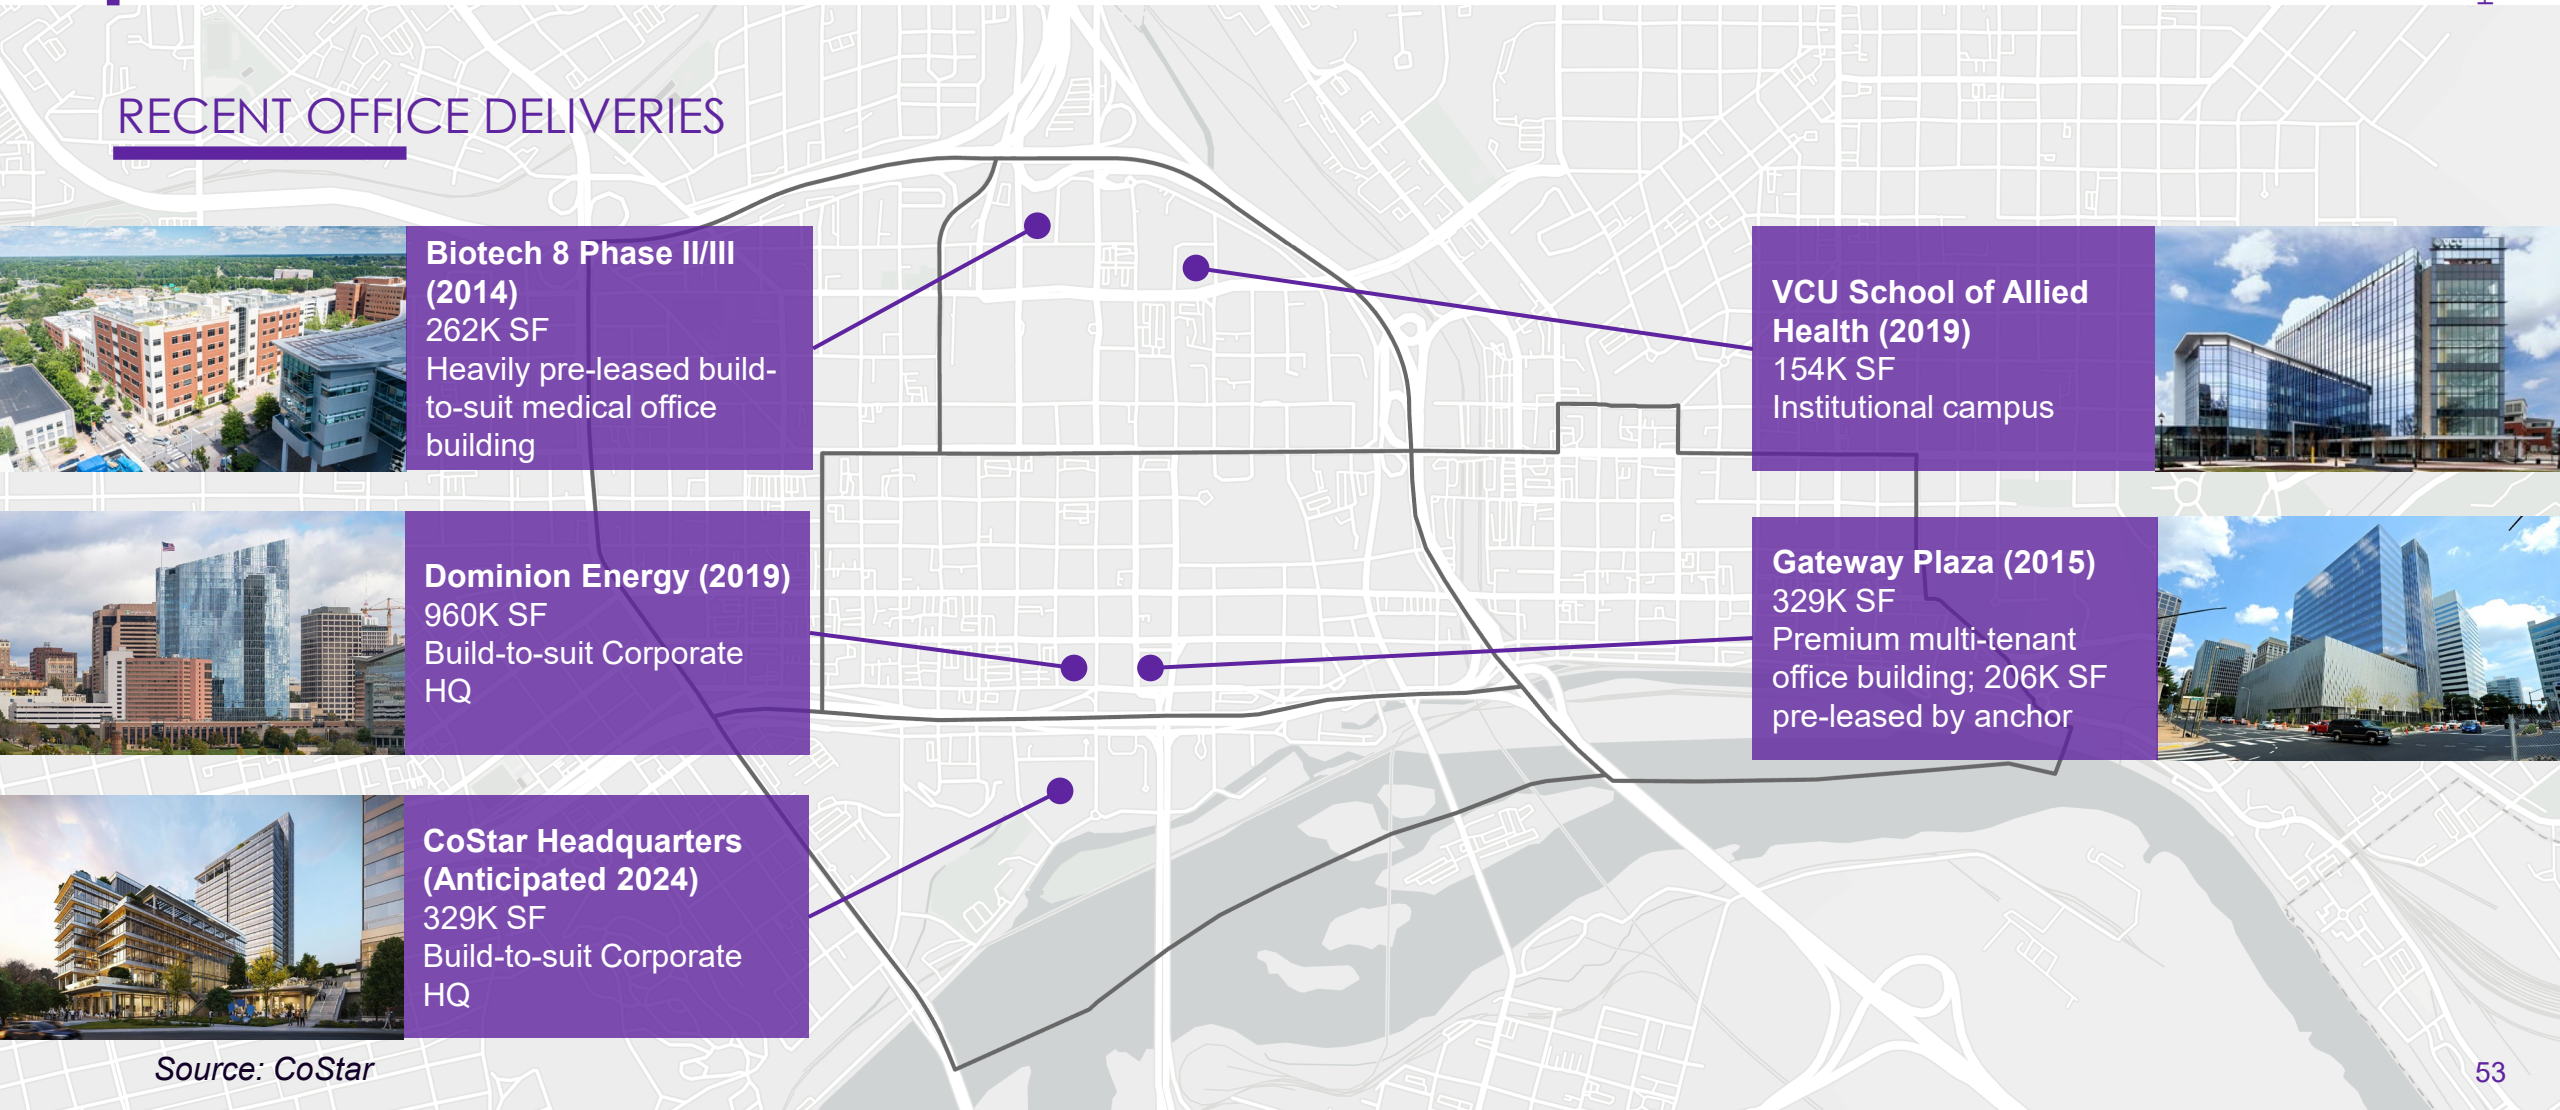 RECENT OFFICE DELIVERIES
Biotech 8 Phase II/III
(2014)
262K SF
Heavily pre-leased build-
to-suit medical office
building
VCU School of Allied
Health (2019)
154K SF
Institutional campus
Dominion Energy (2019)
960K SF
Build-to-suit Corporate
HQ
Gateway Plaza (2015)
329K SF
Premium multi-tenant
office building; 206K SF
pre-leased by anchor
CoStar Headquarters
(Anticipated 2024)
329K SF
Build-to-suit Corporate
HQ
Source: CoStar
53
VCU